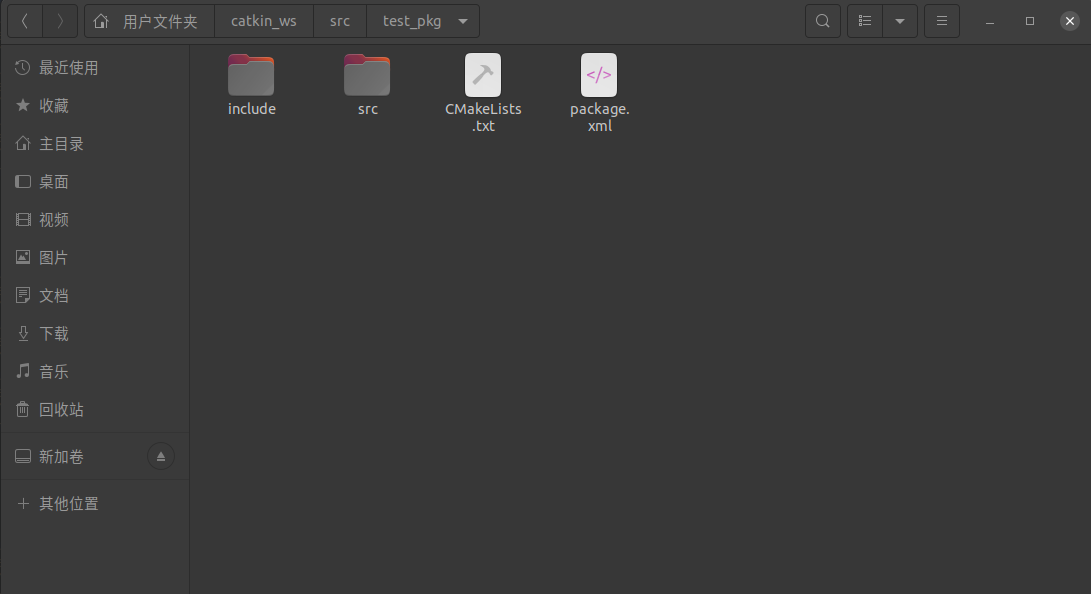 用户文件夹 catkin_ws src test_pkg
最近使用
收藏
主目录
桌面
视频
图片
文档
下载
音乐
回收站
新加卷
其他位置
include
src
CMakeLists
.txt
package.
xml